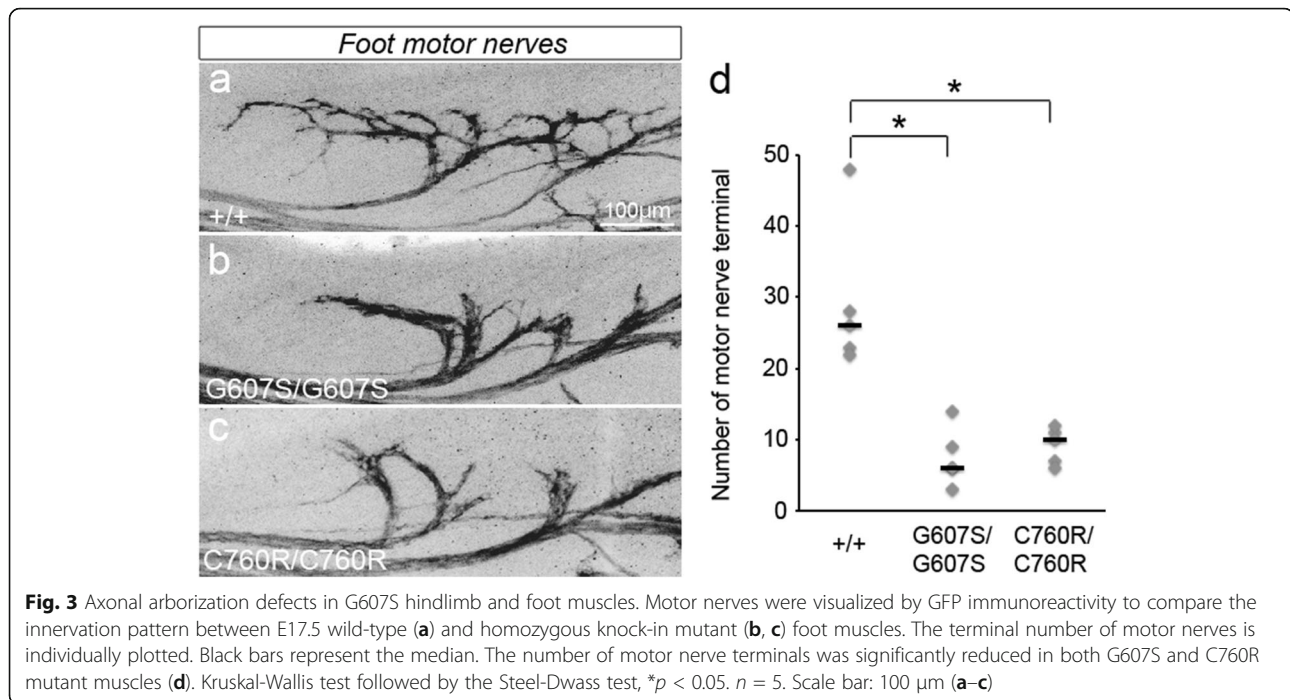 Foot motor nerves
a
+/+
100µm
b
G607S/G607S
c
C760R/C760R
d
*
*
Number of motor nerve terminal
50
40
30
20
10
0
+/+
G607S/
G607S
C760R/
C760R
Fig. 3 Axonal arborization defects in G607S hindlimb and foot muscles. Motor nerves were visualized by GFP immunoreactivity to compare the
innervation pattern between E17.5 wild-type (a) and homozygous knock-in mutant (b, c) foot muscles. The terminal number of motor nerves is
individually plotted. Black bars represent the median. The number of motor nerve terminals was significantly reduced in both G607S and C760R
mutant muscles (d). Kruskal-Wallis test followed by the Steel-Dwass test, *p < 0.05. n = 5. Scale bar: 100 µm (a–c)